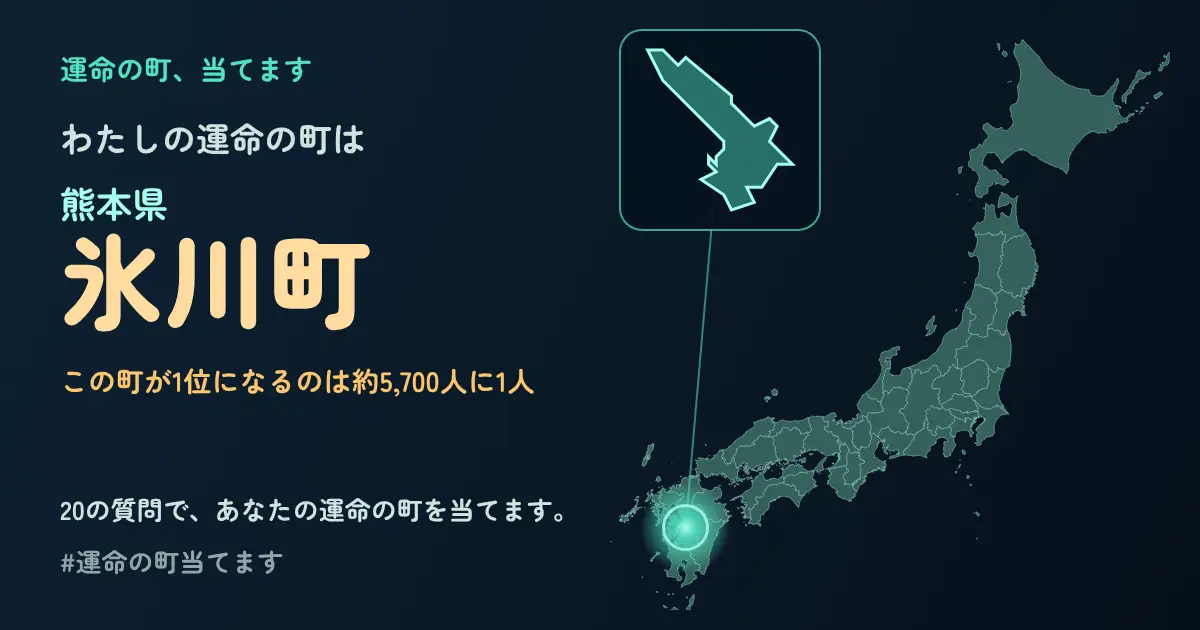 運命の町、当てます
わたしの運命の町は
熊本県
氷川町
この町が1位になるのは約5,700人に1人
20の質問で、あなたの運命の町を当てます。
#運命の町当てます